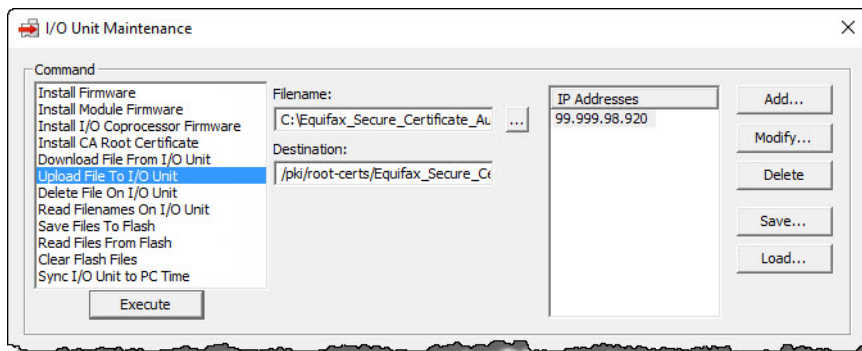 I/O Unit Maintenance
Command
Install Firmware
Install Module Firmware
Install I/O Coprocessor Firmware
Install CA Root Certificate
Download File From I/O Unit
Upload File To I/O Unit
Delete File On I/O Unit
Read Filenames On I/O Unit
Save Files To Flash
Read Files From Flash
Clear Flash Files
Sync I/O Unit to PC Time
Execute
Filename:
C:\Equifax_Secure_Certificate_Au
...
Destination:
/pki/root-certs/Equifax_Secure_Ce
IP Addresses
99.999.98.920
Add...
Modify...
Delete
Save...
Load...